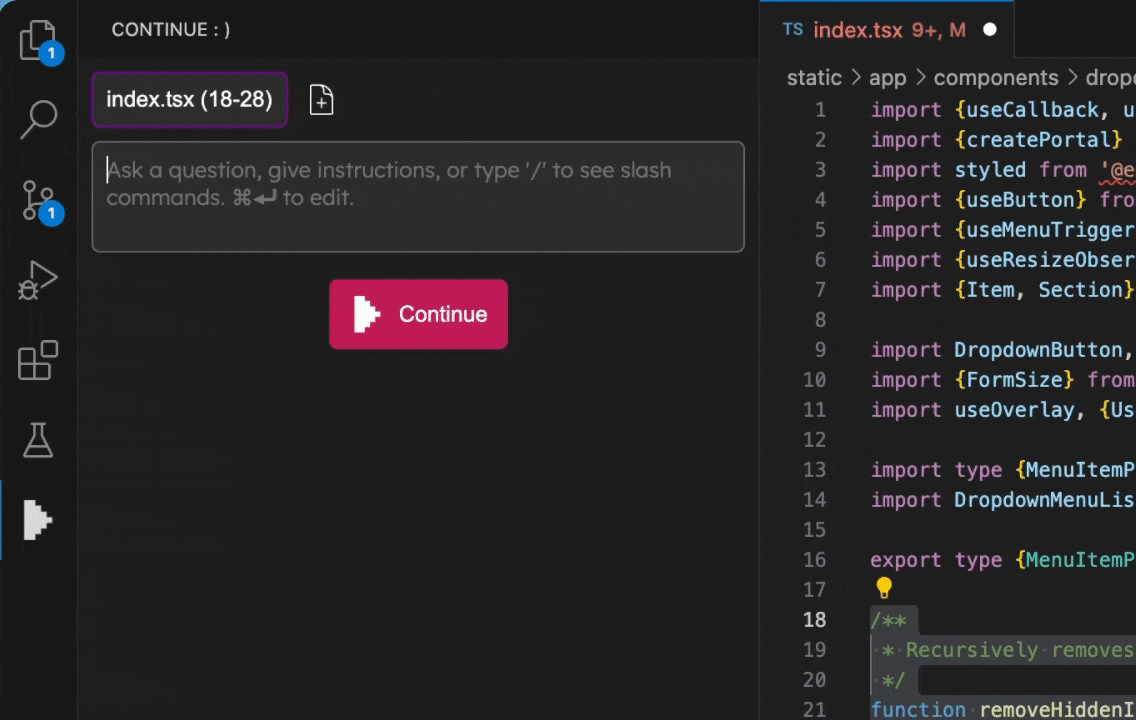 CONTINUE : )
1
index.tsx (18-28)
Ask a question, give instructions, or type '/' to see slash
commands. ⌘↵ to edit.
1
Continue
TS index.tsx 9+, M
static > app > components > drop
1 import {useCallback, u
2 import {createPortal}
3 import styled from '@e
4 import {useButton} fro
5 import {useMenuTrigger
6 import {useResizeObser
7 import {Item, Section}
8
9 import DropdownButton,
10 import {FormSize} from
11 import useOverlay, {Us
12
13 import type {MenuItemP
14 import DropdownMenuLis
15
16 export type {MenuItemP
17
18 /**
19 * Recursively removes
20 */
21 function removeHiddenI